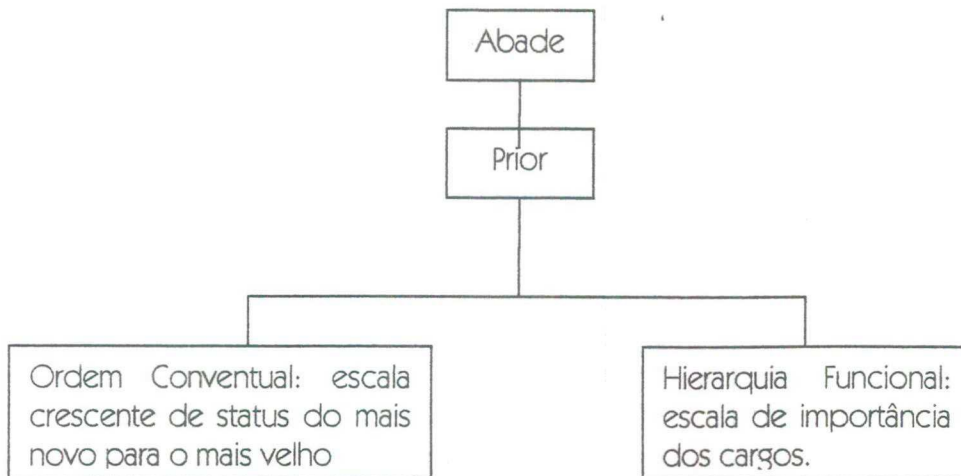 Abade
Prior
Ordem Conventual: escala
crescente de status do mais
novo para o mais velho
Hierarquia Funcional:
escala de importância
dos cargos.